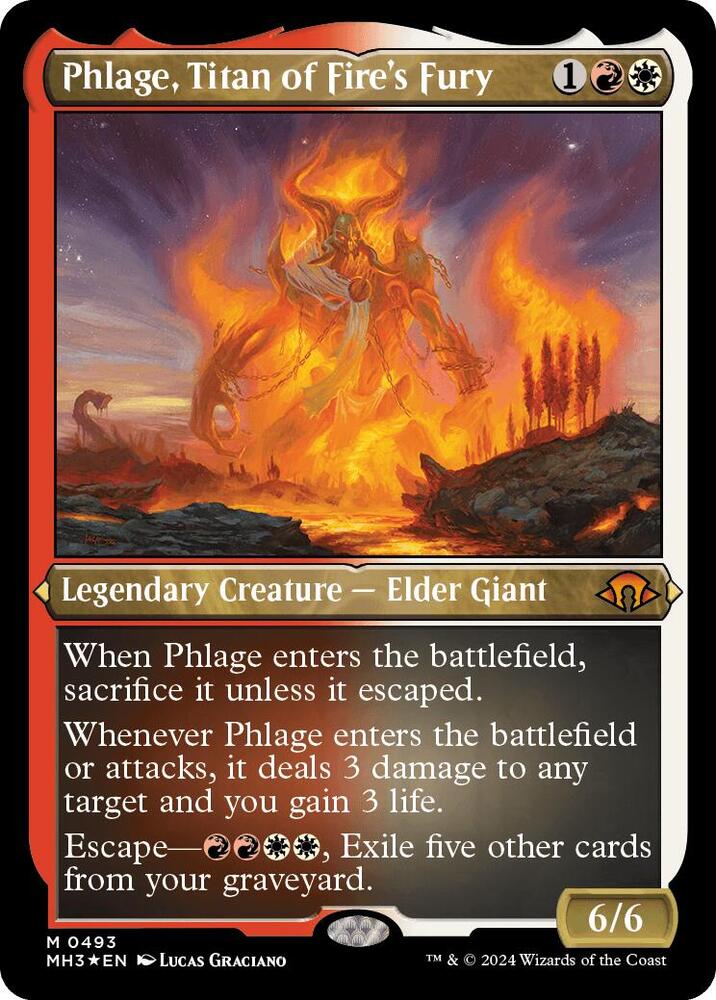 Phlage, Titan of Fire's Fury 1
Legendary Creature — Elder Giant
When Phlage enters the battlefield,
sacrifice it unless it escaped.
Whenever Phlage enters the battlefield
or attacks, it deals 3 damage to any
target and you gain 3 life.
Escape—, Exile five other cards
from your graveyard.
6/6
M 0493
MH3★EN Lucas Graciano
™ & © 2024 Wizards of the Coast